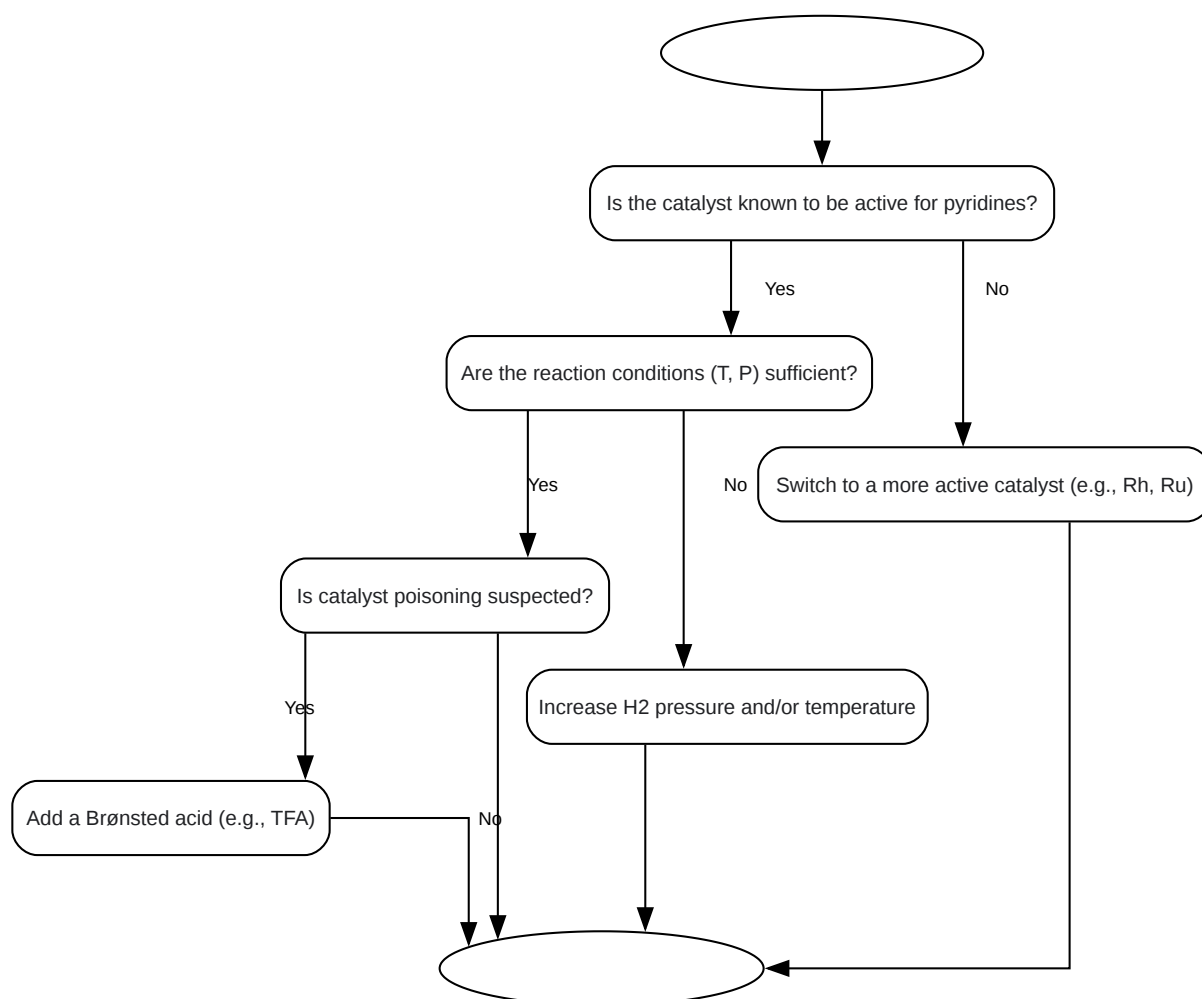 Is the catalyst known to be active for pyridines?
Yes
No
Are the reaction conditions (T, P) sufficient?
Yes
No
Switch to a more active catalyst (e.g., Rh, Ru)
Is catalyst poisoning suspected?
Yes
Increase H2 pressure and/or temperature
Add a Brønsted acid (e.g., TFA)
No